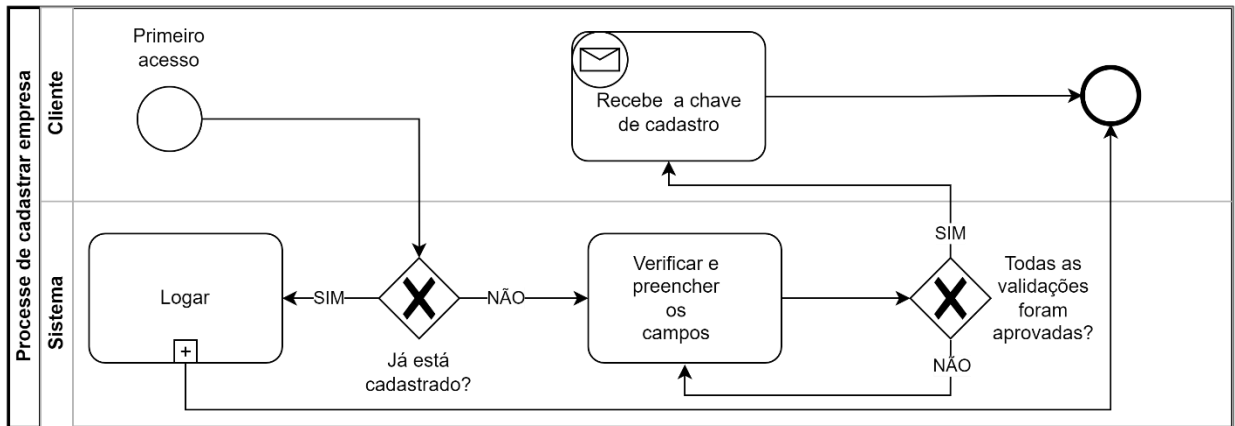 Processe de cadastrar empresa
Cliente
Primeiro
acesso
Recebe a chave
de cadastro
Sistema
Logar
SIM
Já está
cadastrado?
NÃO
Verificar e
preencher
os
campos
SIM
Todas as
validações
foram
aprovadas?
NÃO